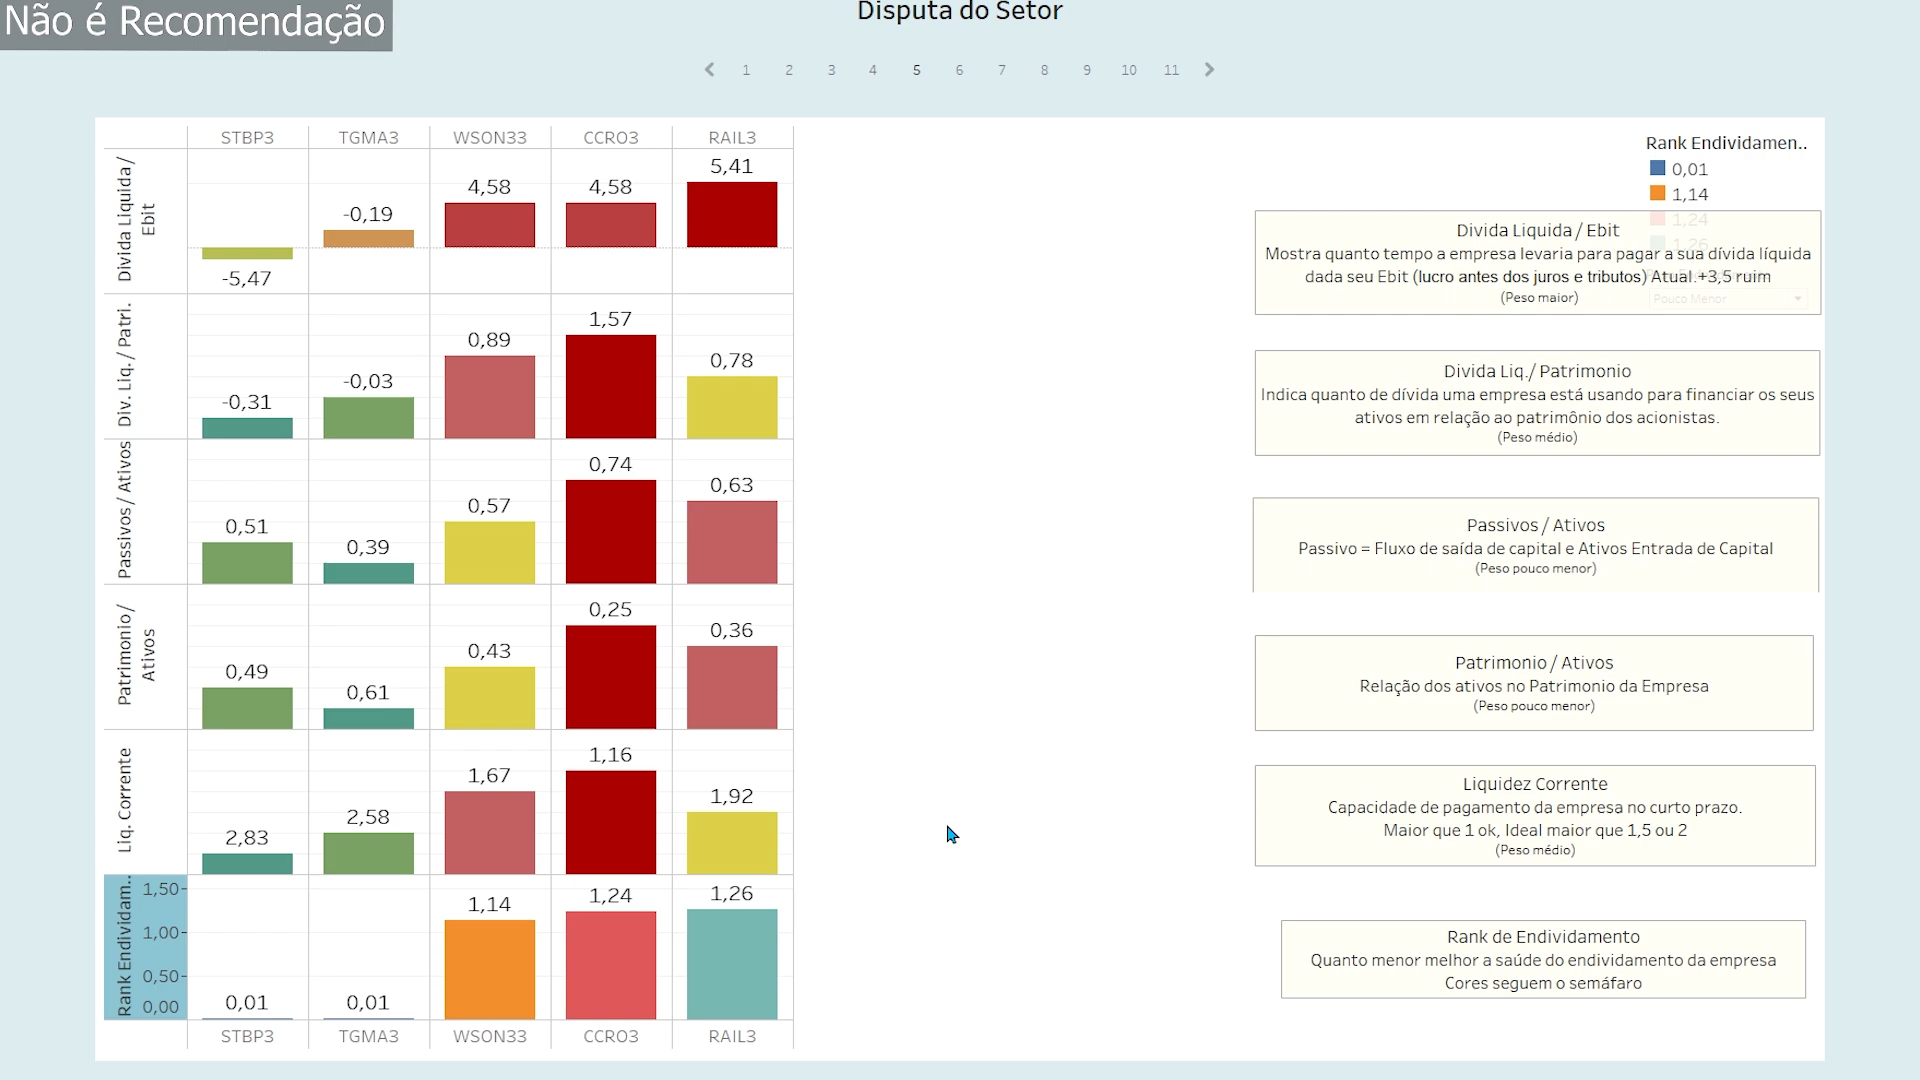 Não é Recomendação
Disputa do Setor
1 2 3 4 5 6 7 8 9 10 11
STBP3 TGMA3 WSON33 CCRO3 RAIL3
Divida Liquida/
Ebit
-5,47 -0,19 4,58 4,58 5,41
Div. Liq./ Patri.
-0,31 -0,03 0,89 1,57 0,78
Passivos/ Ativos
0,51 0,39 0,57 0,74 0,63
Patrimonio/
Ativos
0,49 0,61 0,43 0,25 0,36
Liq. Corrente
2,83 2,58 1,67 1,16 1,92
Rank Endividam..
1,50
1,00
0,50
0,00
0,01 0,01 1,14 1,24 1,26
STBP3 TGMA3 WSON33 CCRO3 RAIL3
Rank Endividamen..
0,01
1,14
1,24
1,26
Divida Liquida / Ebit
Mostra quanto tempo a empresa levaria para pagar a sua dívida líquida
dada seu Ebit (lucro antes dos juros e tributos) Atual.+3,5 ruim
(Peso maior)
Pouco Menor
Divida Liq./ Patrimonio
Indica quanto de dívida uma empresa está usando para financiar os seus
ativos em relação ao patrimônio dos acionistas.
(Peso médio)
Passivos / Ativos
Passivo = Fluxo de saída de capital e Ativos Entrada de Capital
(Peso pouco menor)
Patrimonio / Ativos
Relação dos ativos no Patrimonio da Empresa
(Peso pouco menor)
Liquidez Corrente
Capacidade de pagamento da empresa no curto prazo.
Maior que 1 ok, Ideal maior que 1,5 ou 2
(Peso médio)
Rank de Endividamento
Quanto menor melhor a saúde do endividamento da empresa
Cores seguem o semáfaro